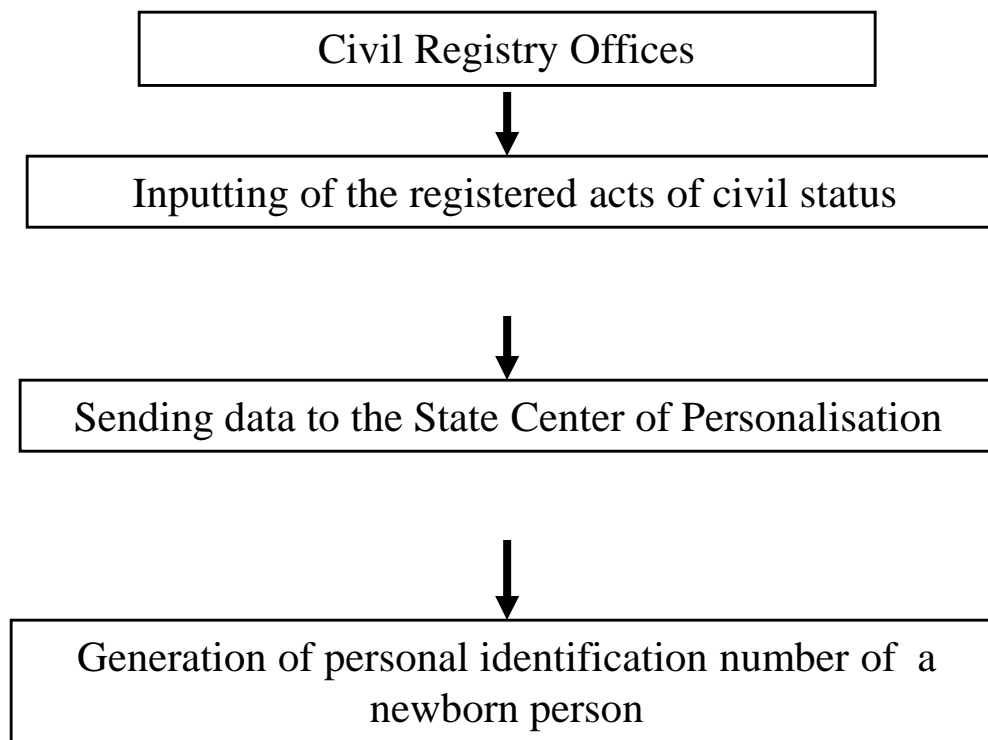 Civil Registry Offices
Inputting of the registered acts of civil status
Sending data to the State Center of Personalisation
Generation of personal identification number of  a
newborn person